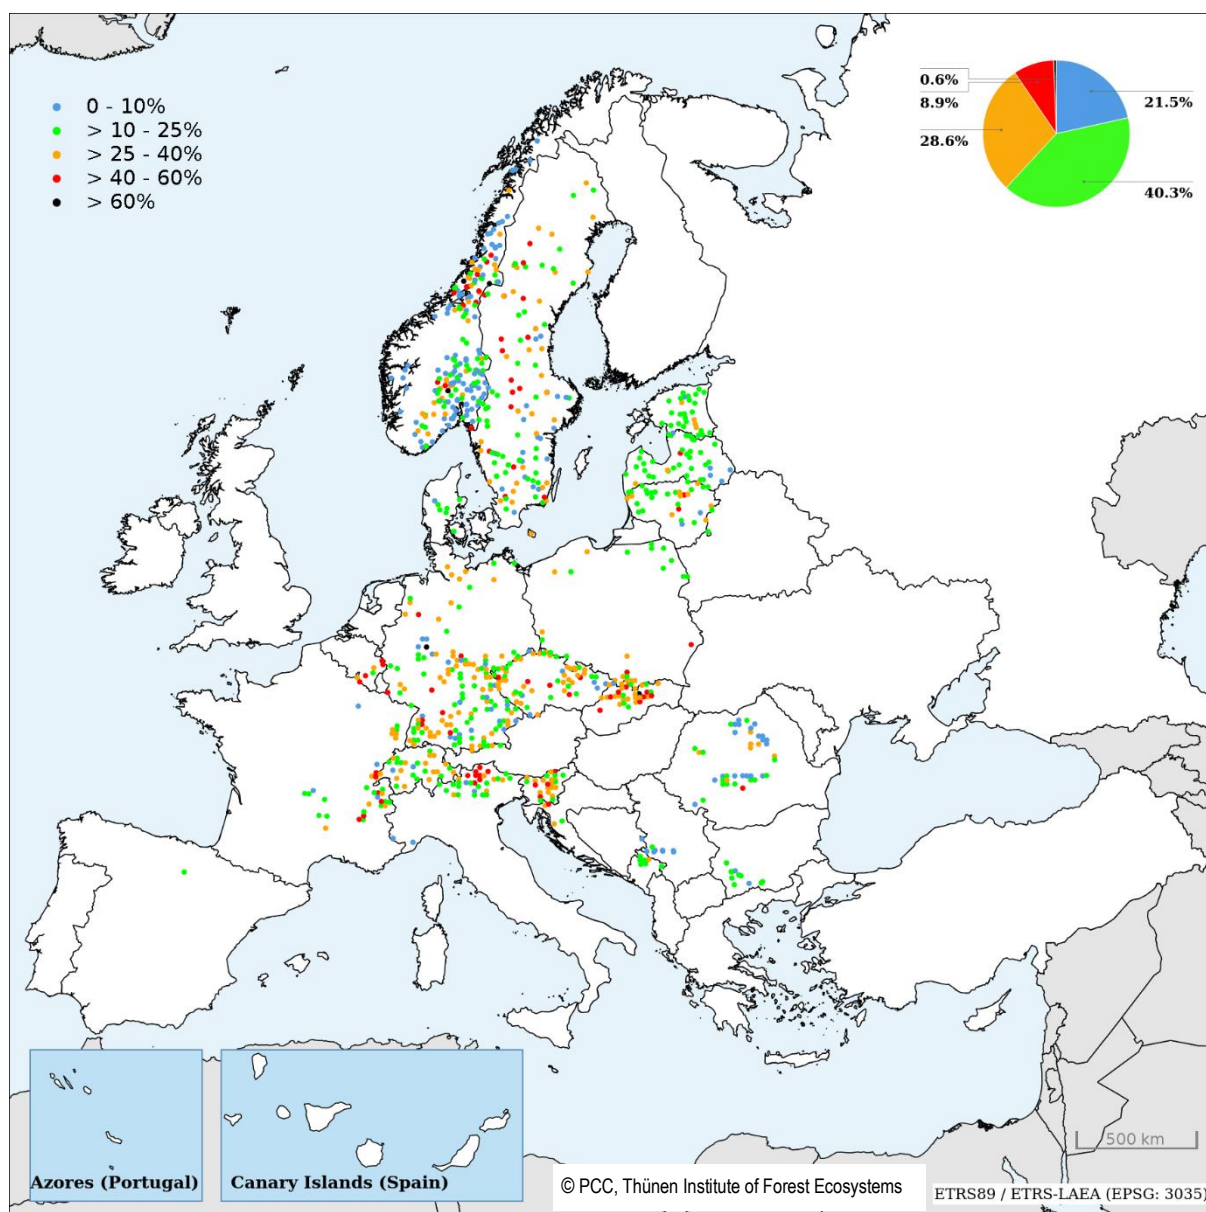 0 - 10%
> 10 - 25%
> 25 - 40%
> 40 - 60%
> 60%
0.6%
8.9%
28.6%
21.5%
40.3%
500 km
Azores (Portugal)
Canary Islands (Spain)
© PCC, Thünen Institute of Forest Ecosystems
ETRS89 / ETRS-LAEA (EPSG: 3035)